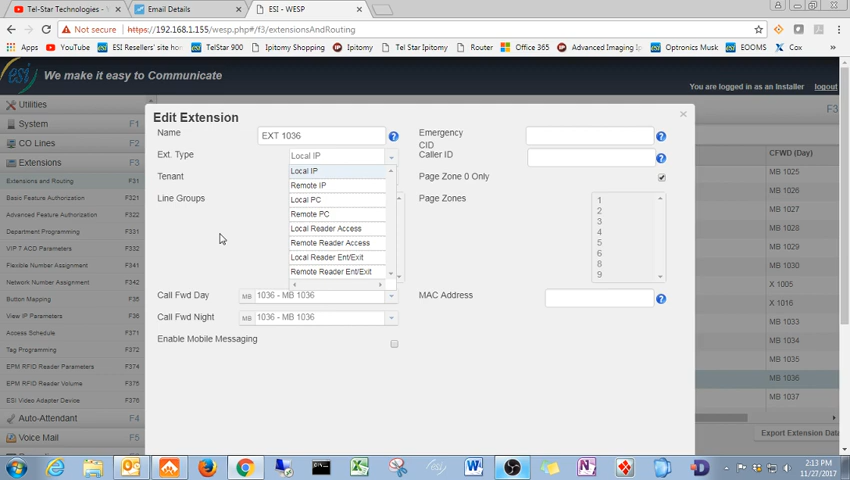 Tel-Star Technologies -
Email Details
ESI - WESP
Not secure
https://192.168.1.155/wesp.php#/f3/extensionsAndRouting
YouTube
ESI Resellers' site ho
TelStar 900
Ipitomy Shopping
Ipitomy
Tel Star Ipitomy
Router
Office 365
Advanced Imaging Ip
Optronics Musk
EOOMS
Cox
We make it easy to Communicate
You are logged in as an Installer
logout
Utilities
System F1
CO Lines F2
Extensions F3
Extensions and Routing F31
Basic Feature Authorization F321
Advanced Feature Authorization F322
Department Programming F331
VIP 7 ACD Parameters F332
Flexible Number Assignment F341
Network Number Assignment F342
Button Mapping F35
View IP Parameters F36
Access Schedule F371
Tag Programming F372
EPM RFID Reader Parameters F374
EPM RFID Reader Volume F376
ESI Video Adapter Device F38
Auto-Attendant F4
Voice Mail F5
Edit Extension
×
Name
EXT 1036
Ext. Type
Local IP
Local IP
Remote IP
Local PC
Remote PC
Local Reader Access
Remote Reader Access
Local Reader Ent/Exit
Remote Reader Ent/Exit
Tenant
Line Groups
Call Fwd Day
MB 1036 - MB 1036
Call Fwd Night
MB 1036 - MB 1036
Enable Mobile Messaging
Emergency
CID
Caller ID
Page Zone 0 Only
Page Zones
1
2
3
4
5
6
8
9
MAC Address
F3
CFWD (Day)
MB 1025
MB 1026
MB 1027
MB 1028
MB 1029
MB 1030
X 1005
X 1016
MB 1033
MB 1034
MB 1035
MB 1036
MB 1037
Export Extension Data
2:13 PM
11/27/2017